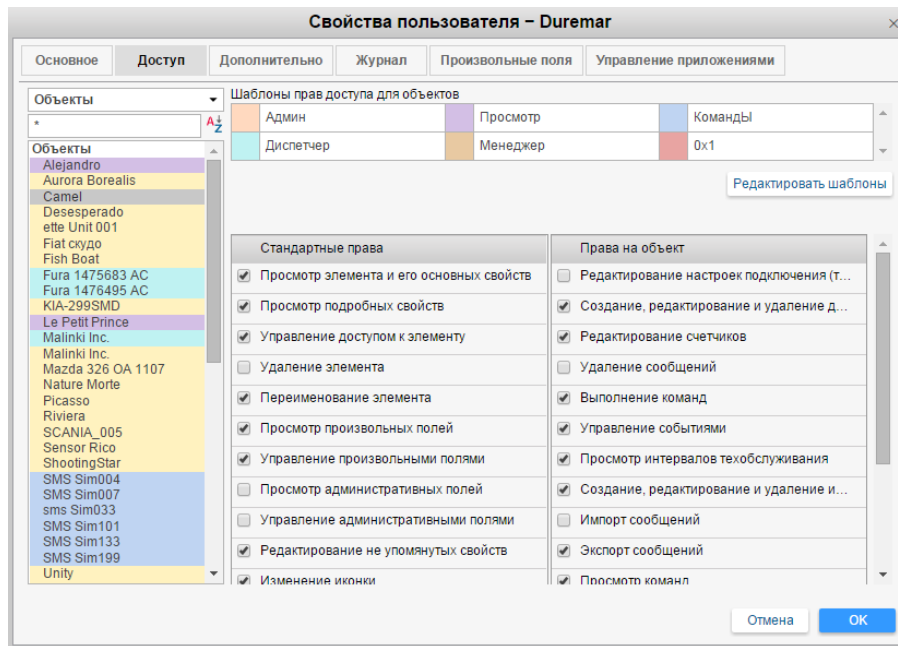 Свойства пользователя – Duremar
Основное Доступ Дополнительно Журнал Произвольные поля Управление приложениями
Объекты
*
Объекты
Alejandro
Aurora Borealis
Camel
Desesperado
ette Unit 001
Fiat скудо
Fish Boat
Fura 1475683 AC
Fura 1476495 AC
KIA-299SMD
Le Petit Prince
Malinki Inc.
Malinki Inc.
Mazda 326 OA 1107
Nature Morte
Picasso
Riviera
SCANIA_005
Sensor Rico
ShootingStar
SMS Sim004
SMS Sim007
sms Sim033
SMS Sim101
SMS Sim133
SMS Sim199
Unity
Шаблоны прав доступа для объектов
Админ Просмотр КомандЫ
Диспетчер Менеджер 0x1
Редактировать шаблоны
Стандартные права
Просмотр элемента и его основных свойств
Просмотр подробных свойств
Управление доступом к элементу
Удаление элемента
Переименование элемента
Просмотр произвольных полей
Управление произвольными полями
Просмотр административных полей
Управление административными полями
Редактирование не упомянутых свойств
Изменение иконки
Права на объект
Редактирование настроек подключения (т...
Создание, редактирование и удаление д...
Редактирование счетчиков
Удаление сообщений
Выполнение команд
Управление событиями
Просмотр интервалов техобслуживания
Создание, редактирование и удаление и...
Импорт сообщений
Экспорт сообщений
Просмотр команд
Отмена OK